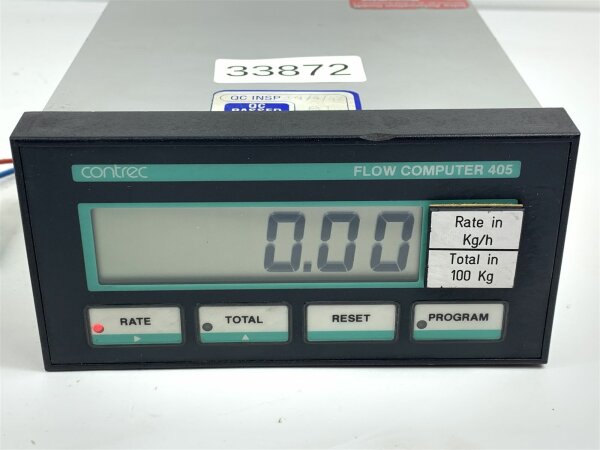 33872
QC INSP
QC
PASSED
contrec
FLOW COMPUTER 405
0.00
Rate in
Kg/h
Total in
100 Kg
RATE
TOTAL
RESET
PROGRAM